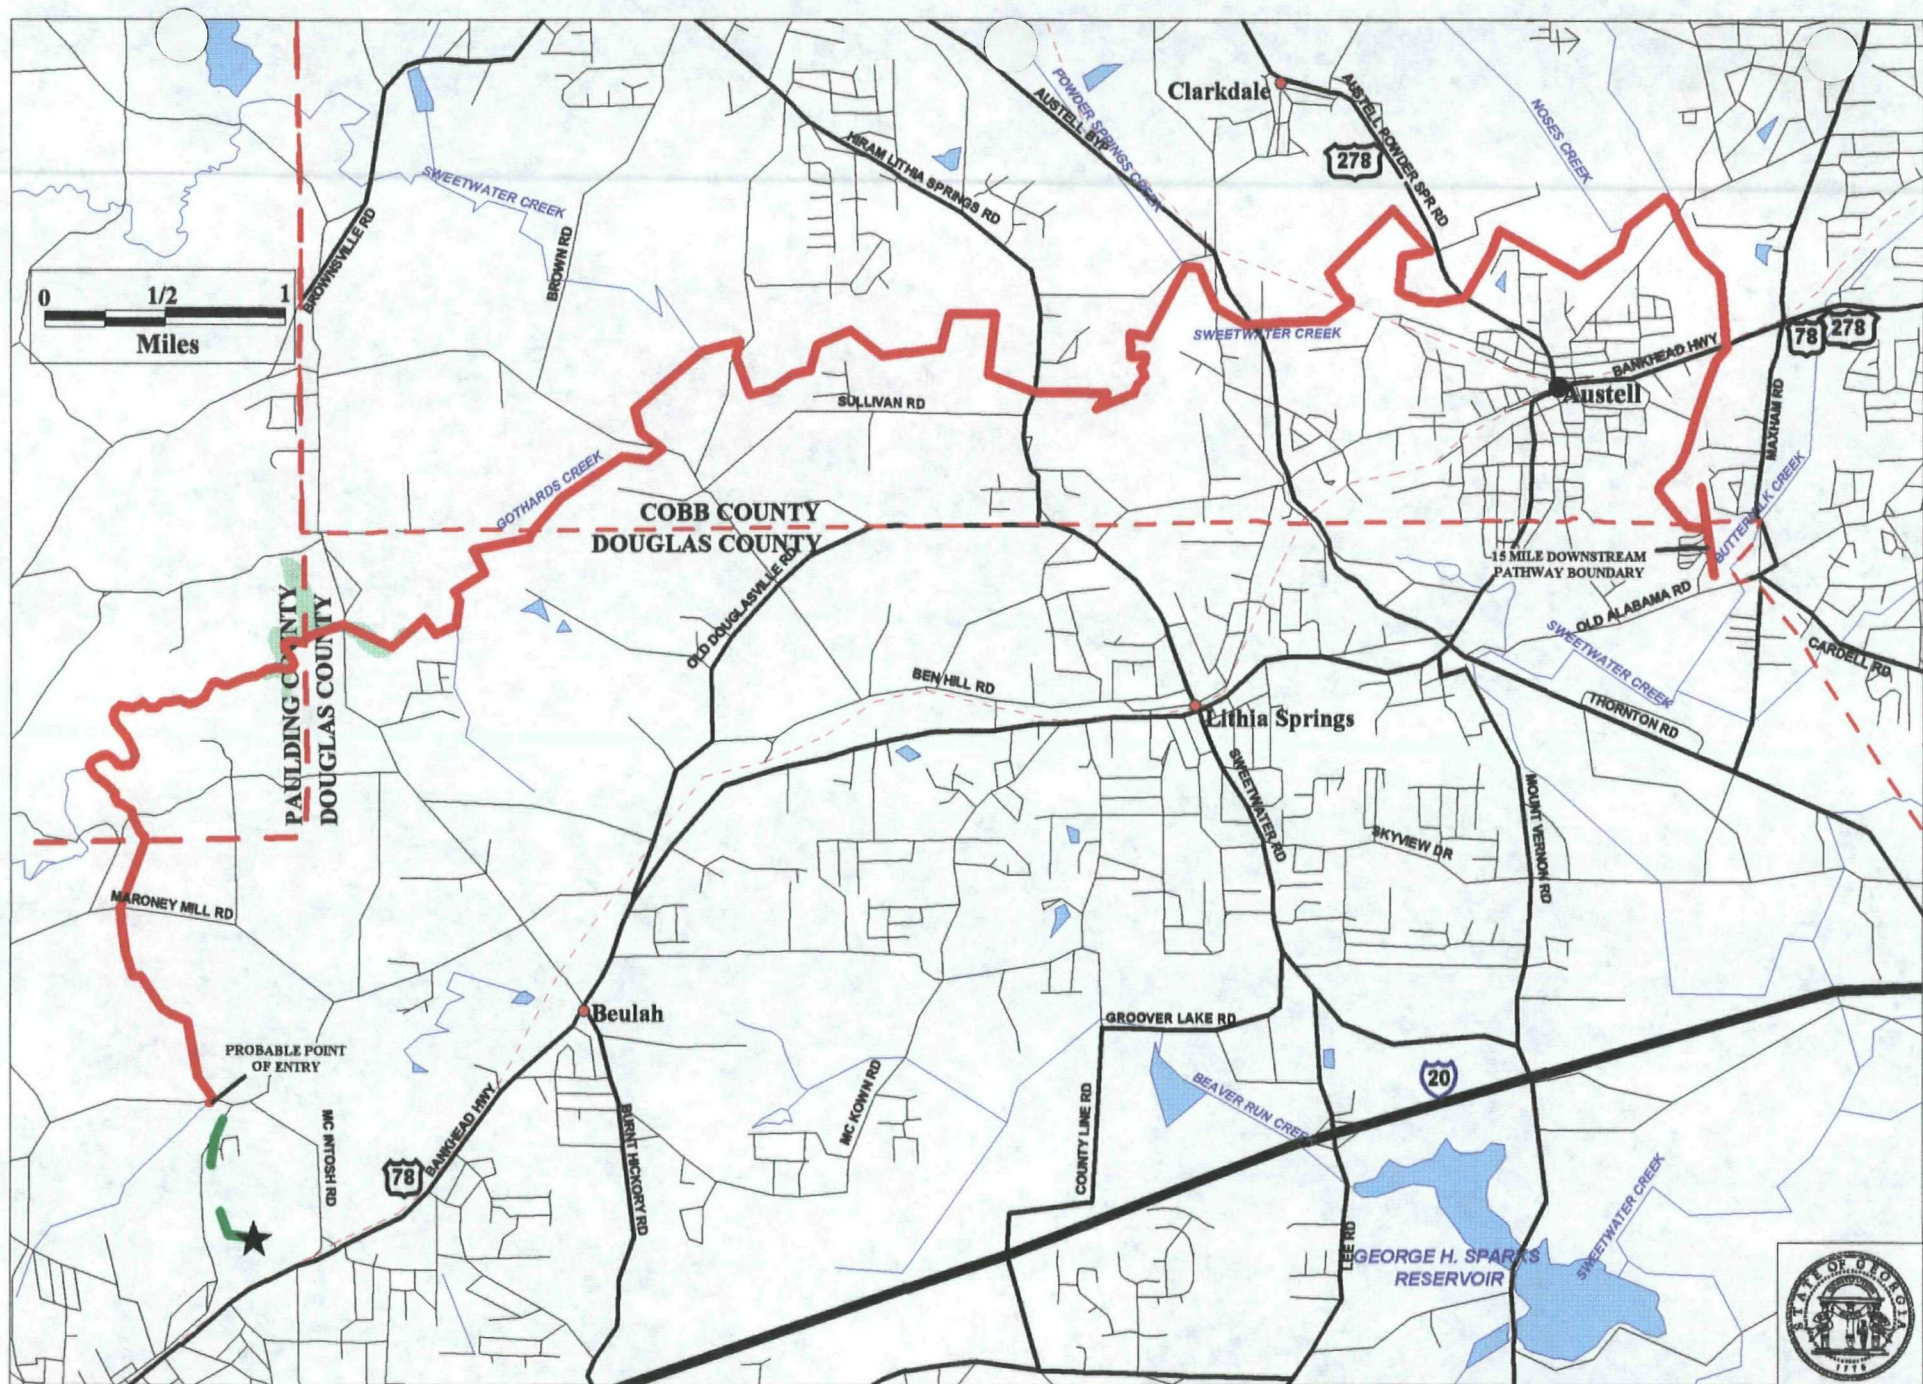 Clarkdale
AUSTELL POWDER SPR RD
POWDER SPRINGS CREEK
AUSTELL BYP
NOSES CREEK
278
HIRAM LITHIA SPRINGS RD
SWEETWATER CREEK
BROWNSVILLE RD
BROWN RD
0 1/2 1
Miles
SWEETWATER CREEK
78 278
BANKHEAD HWY
Austell
MAXHAM RD
SULLIVAN RD
GOTHARDS CREEK
COBB COUNTY
DOUGLAS COUNTY
BUTTERMILK CREEK
15 MILE DOWNSTREAM
PATHWAY BOUNDARY
OLD ALABAMA RD
OLD DOUGLASVILLE RD
PAULDING COUNTY
DOUGLAS COUNTY
SWEETWATER CREEK
CARDELL RD
BEN HILL RD
THORNTON RD
Lithia Springs
SWEETWATER RD
SKYVIEW DR
MOUNT VERNON RD
MARONEY MILL RD
Beulah
GROOVER LAKE RD
PROBABLE POINT
OF ENTRY
20
BEAVER RUN CREEK
MC KOWN RD
COUNTY LINE RD
MC INTOSH RD
BANKHEAD HWY
78
BURNT HICKORY RD
LEE RD
SWEETWATER CREEK
GEORGE H. SPARKS
RESERVOIR
STATE OF GEORGIA
1776